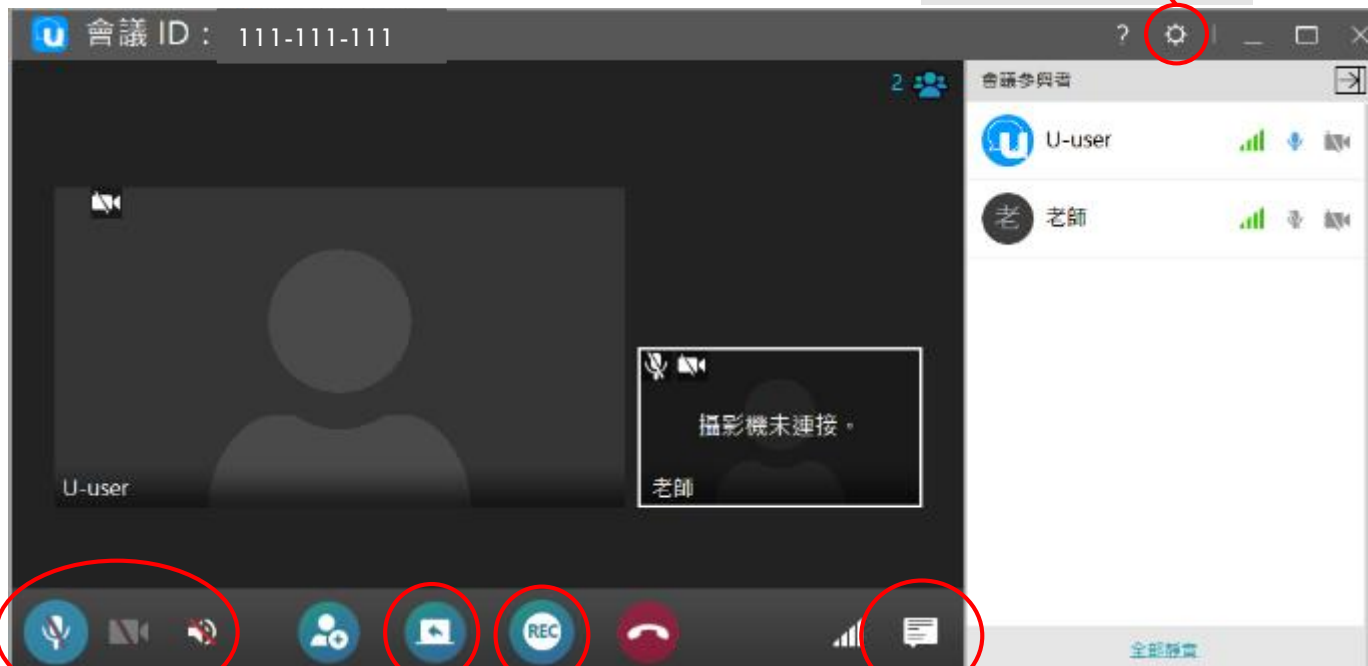 會議 ID： 111-111-111
?
2
會議參與者
U-user
老 老師
攝影機未連接。
U-user
老師
REC
全部靜音